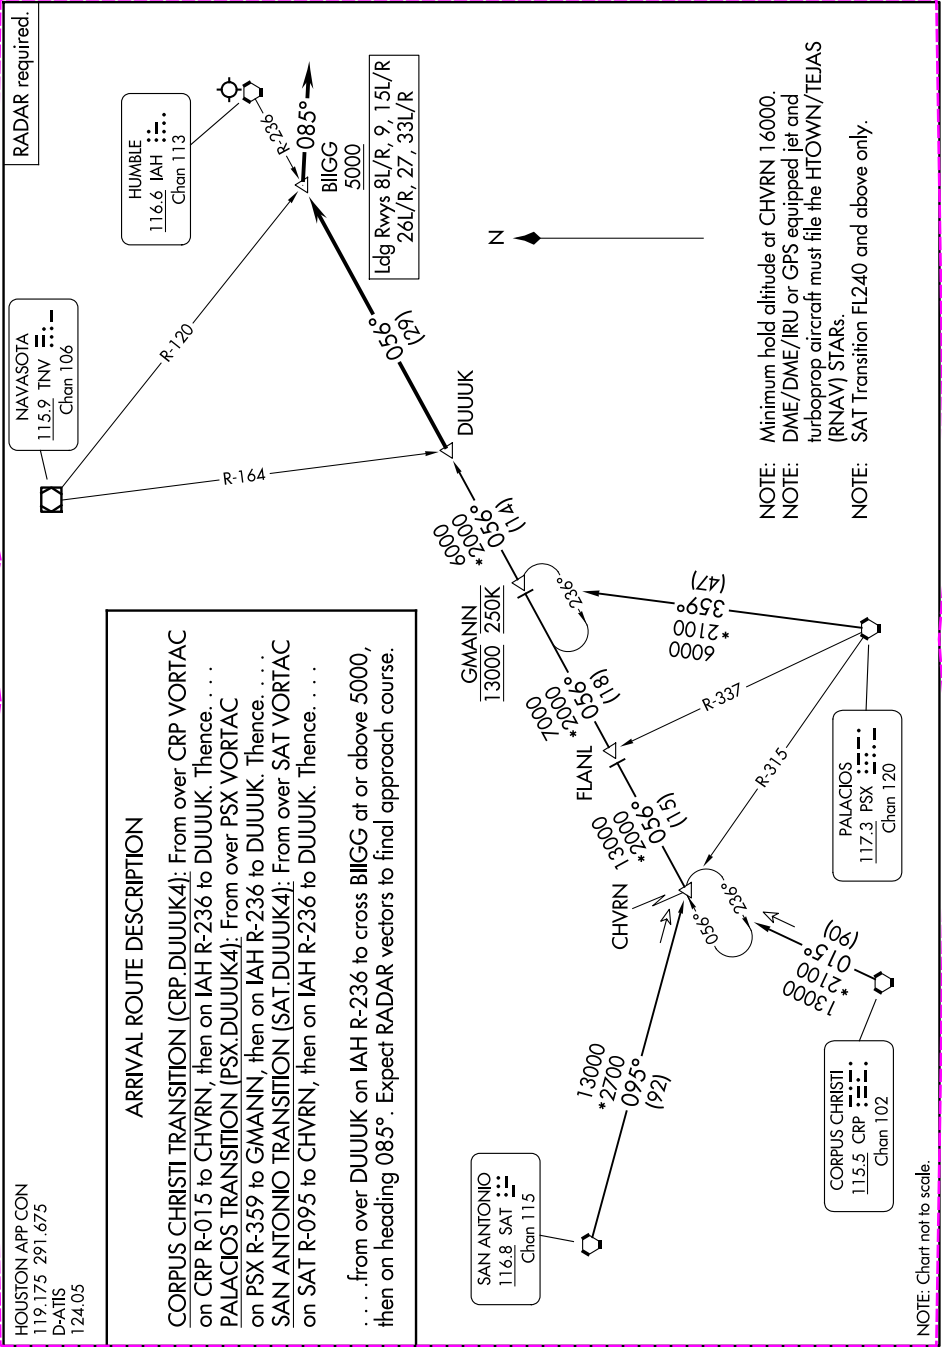 HOUSTON APP CON
119.175 291.675
D-ATIS
124.05
RADAR required.
ARRIVAL ROUTE DESCRIPTION
CORPUS CHRISTI TRANSITION (CRP.DUUUK4): From over CRP VORTAC
on CRP R-015 to CHVRN, then on IAH R-236 to DUUUK. Thence. . . .
PALACIOS TRANSITION (PSX.DUUUK4): From over PSX VORTAC
on PSX R-359 to GMANN, then on IAH R-236 to DUUUK. Thence. . . .
SAN ANTONIO TRANSITION (SAT.DUUUK4): From over SAT VORTAC
on SAT R-095 to CHVRN, then on IAH R-236 to DUUUK. Thence. . . .
. . . .from over DUUUK on IAH R-236 to cross BIIGG at or above 5000,
then on heading 085°. Expect RADAR vectors to final approach course.
NAVASOTA
115.9 TNV
Chan 106
HUMBLE
116.6 IAH
Chan 113
R-120
R-164
R-236
085°
BIIGG
5000
Ldg Rwys 8L/R, 9, 15L/R
26L/R, 27, 33L/R
056°
(29)
DUUUK
N
6000
*2000
056°
(14)
GMANN
13000 250K
236°
7000
*2000
056°
(18)
FLANL
13000
*2000
056°
(15)
CHVRN
056°
236°
6000
*2100
359°
(47)
R-337
R-315
13000
*2700
095°
(92)
13000
*2100
015°
(90)
SAN ANTONIO
116.8 SAT
Chan 115
CORPUS CHRISTI
115.5 CRP
Chan 102
PALACIOS
117.3 PSX
Chan 120
NOTE: Minimum hold altitude at CHVRN 16000.
NOTE: DME/DME/IRU or GPS equipped jet and
turboprop aircraft must file the HTOWN/TEJAS
(RNAV) STARs.
NOTE: SAT Transition FL240 and above only.
NOTE: Chart not to scale.